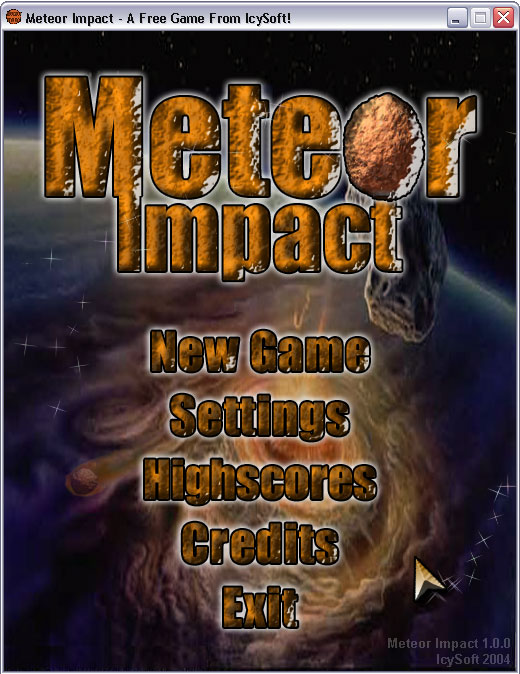 Meteor Impact - A Free Game From IcySoft!
Meteor
Impact
New Game
Settings
Highscores
Credits
Exit
Meteor Impact 1.0.0
IcySoft 2004